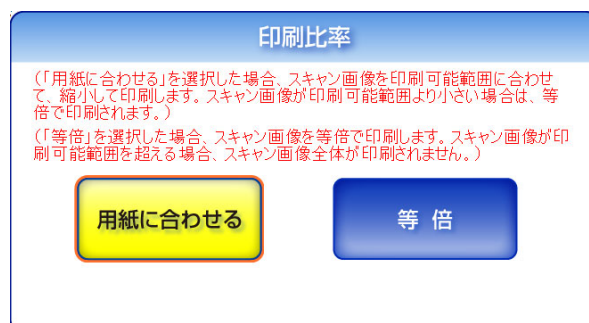 印刷比率
(「用紙に合わせる」を選択した場合、スキャン画像を印刷可能範囲に合わせ
て、縮小して印刷します。スキャン画像が印刷可能範囲より小さい場合は、等
倍で印刷されます。)
(「等倍」を選択した場合、スキャン画像を等倍で印刷します。スキャン画像が印
刷可能範囲を超える場合、スキャン画像全体が印刷されません。)
用紙に合わせる
等 倍